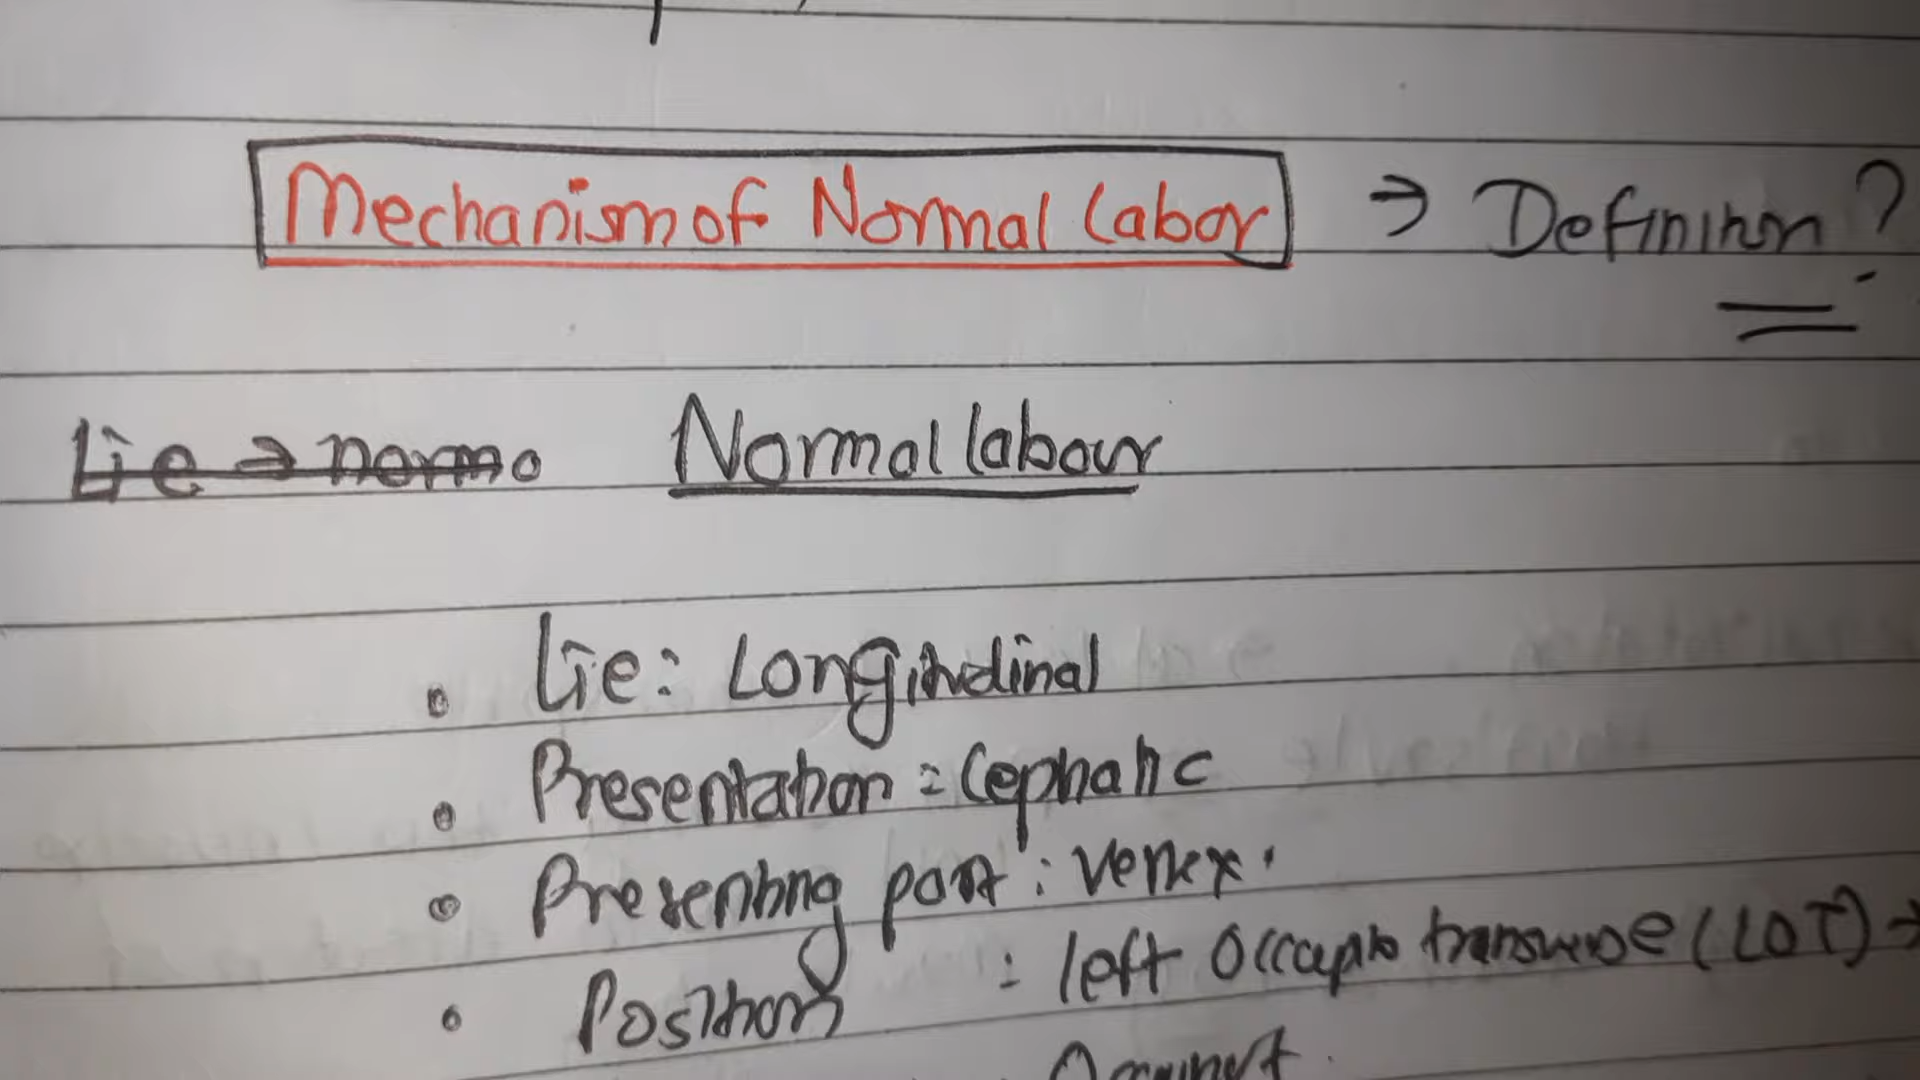 Mechanism of Normal Labor → Definition?
Lie → normo Normal labour
• Lie: Longitudinal
• Presentation = Cephalic
• Presenting part : vertex.
• Position : left Occcupito transverse (LOT) →